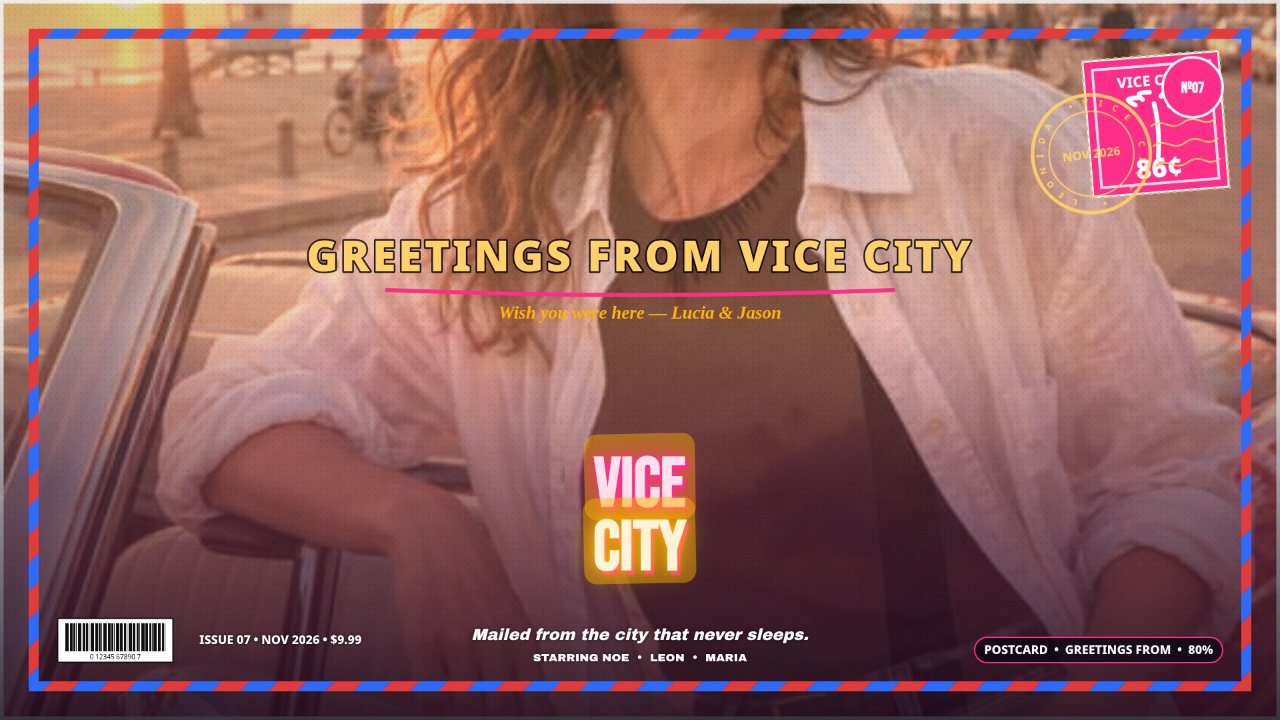 VICE C
Nº07
VICE C
LEONIDA
NOV 2026
86¢
GREETINGS FROM VICE CITY
Wish you were here — Lucia & Jason
VICE
CITY
0 12345 67890 7
ISSUE 07 • NOV 2026 • $9.99
Mailed from the city that never sleeps.
STARRING NOE • LEON • MARIA
POSTCARD • GREETINGS FROM • 80%